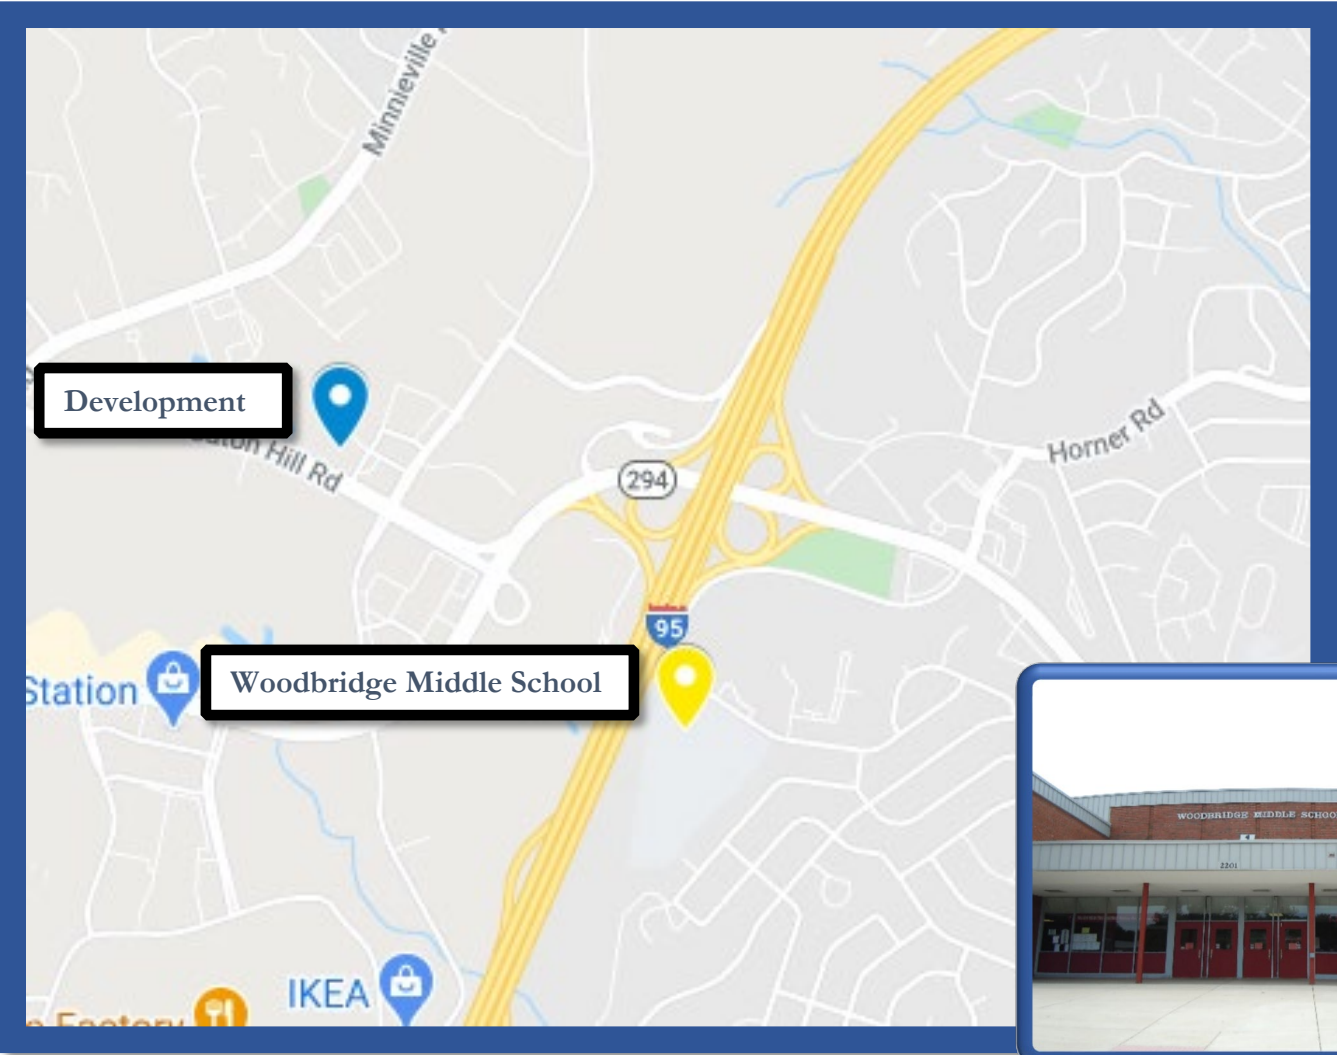 Minnieville
Development
Hill Rd
294
Horner Rd
95
Station
Woodbridge Middle School
WOODBRIDGE MIDDLE SCHOO
2201
IKEA